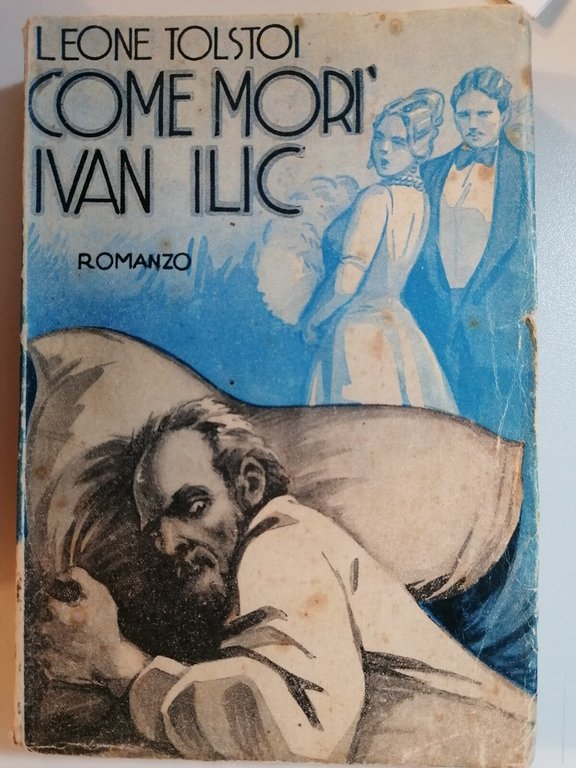 LEONE TOLSTOI
COME MORI'
IVAN ILIC
ROMANZO